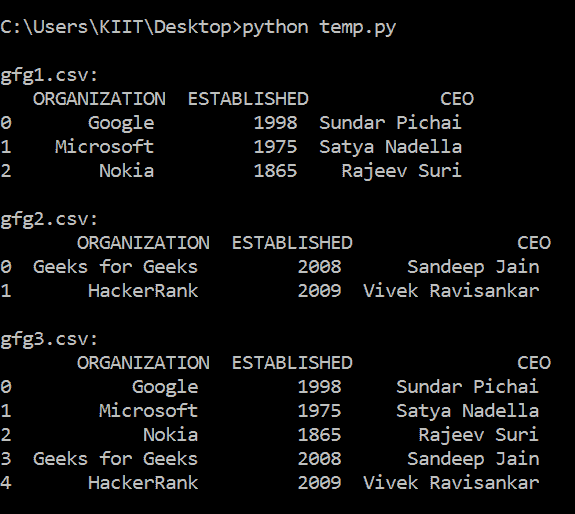 C:\Users\KIIT\Desktop>python temp.py
gfg1.csv:
ORGANIZATION ESTABLISHED CEO
0 Google 1998 Sundar Pichai
1 Microsoft 1975 Satya Nadella
2 Nokia 1865 Rajeev Suri
gfg2.csv:
ORGANIZATION ESTABLISHED CEO
0 Geeks for Geeks 2008 Sandeep Jain
1 HackerRank 2009 Vivek Ravisankar
gfg3.csv:
ORGANIZATION ESTABLISHED CEO
0 Google 1998 Sundar Pichai
1 Microsoft 1975 Satya Nadella
2 Nokia 1865 Rajeev Suri
3 Geeks for Geeks 2008 Sandeep Jain
4 HackerRank 2009 Vivek Ravisankar